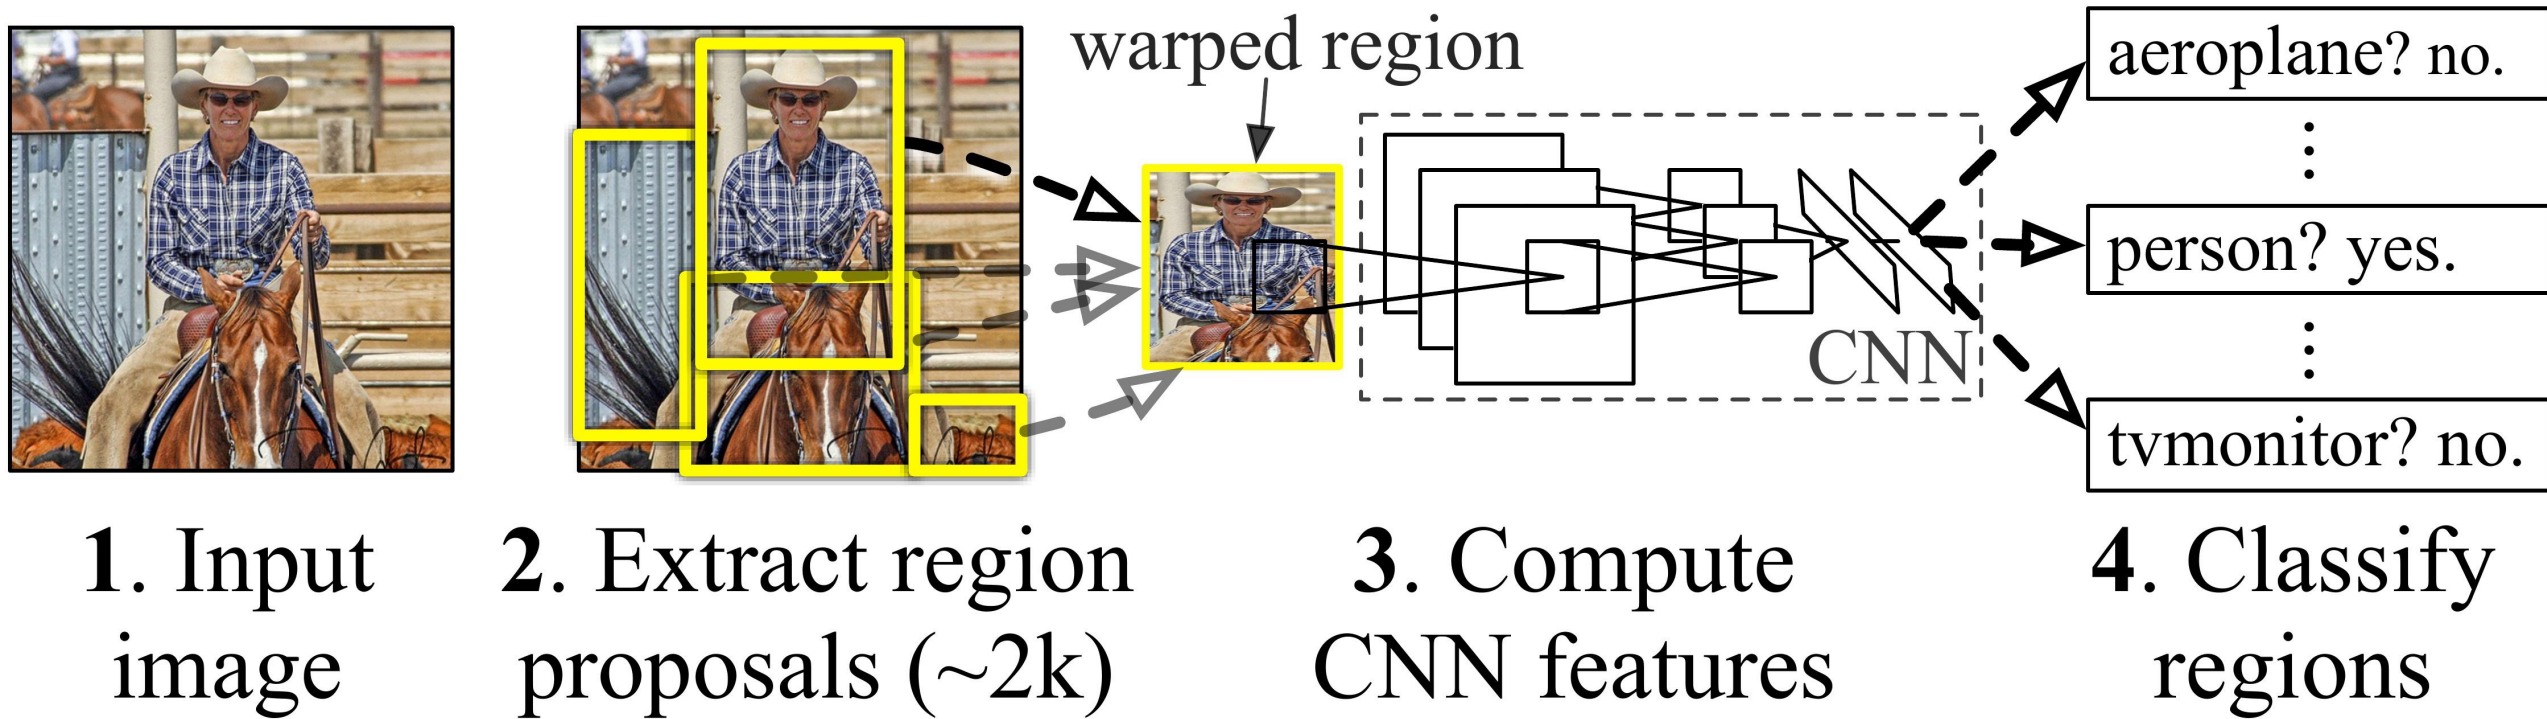 warped region
aeroplane? no.
person? yes.
CNN
tvmonitor? no.
1. Input
image
2. Extract region
proposals (~2k)
3. Compute
CNN features
4. Classify
regions